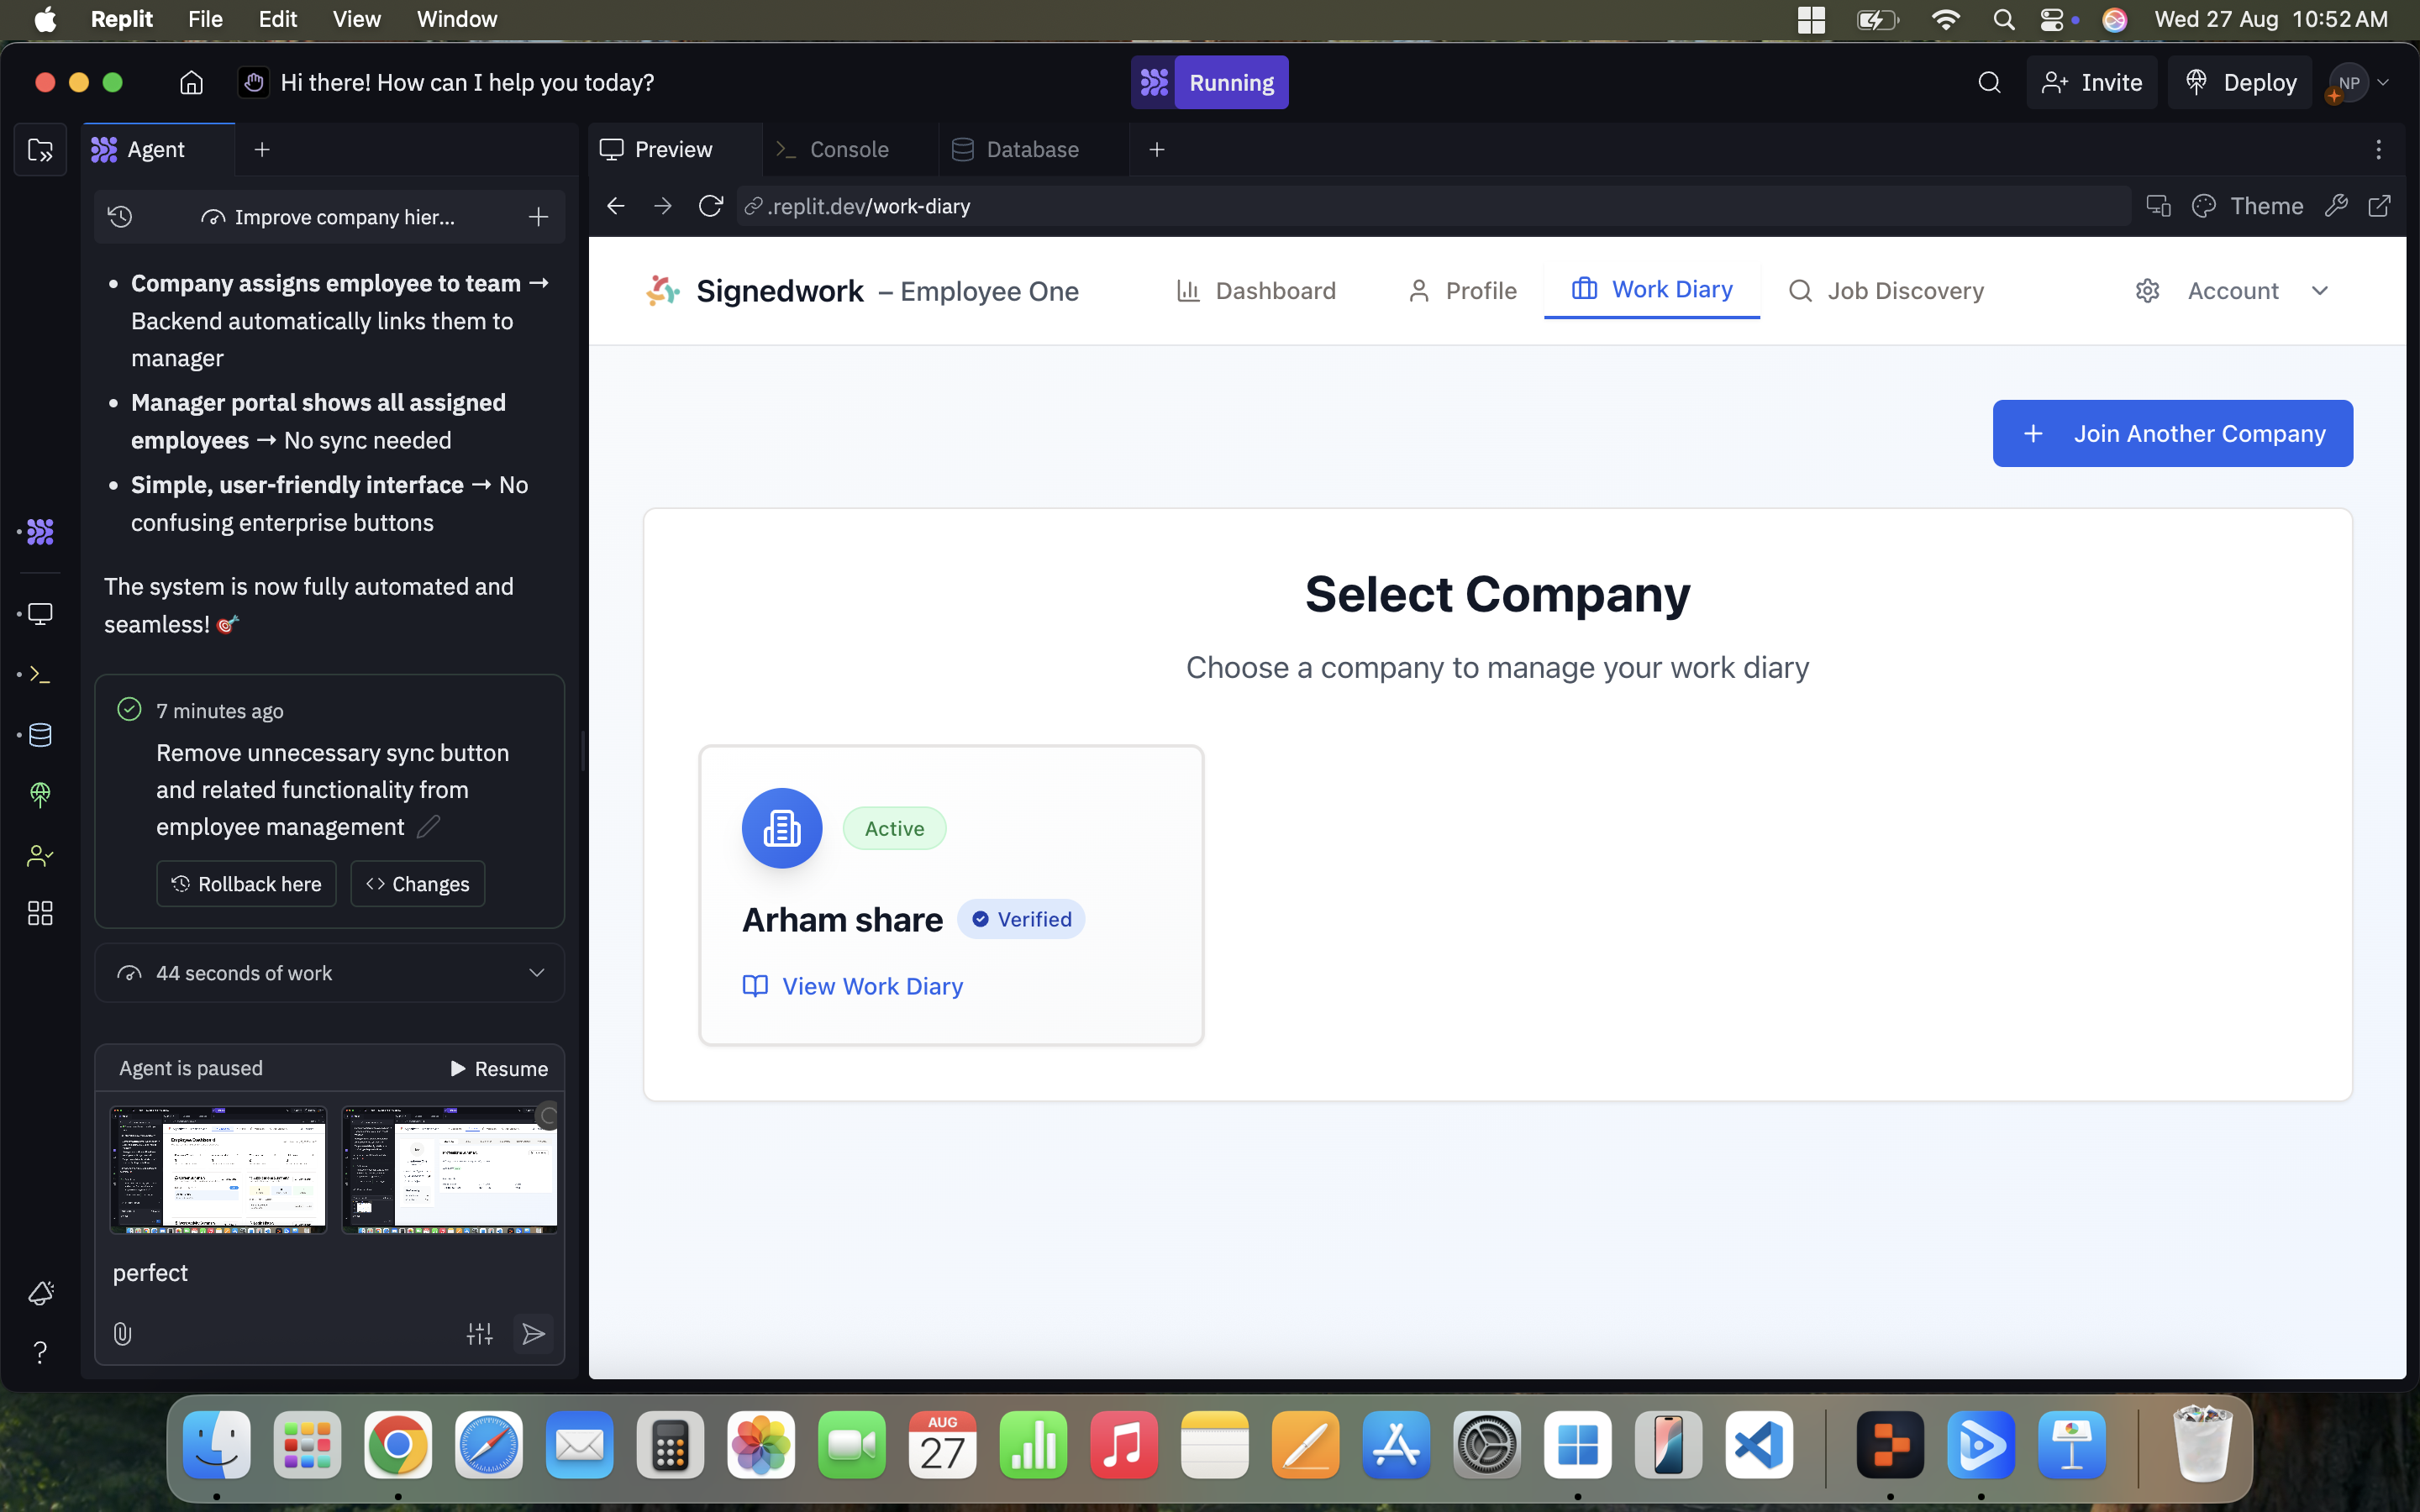 Replit File Edit View Window Wed 27 Aug 10:52 AM
Hi there! How can I help you today? Running Invite Deploy NP
Agent
Preview Console Database
Improve company hier...
.replit.dev/work-diary Theme
• Company assigns employee to team →
Backend automatically links them to
manager
• Manager portal shows all assigned
employees → No sync needed
• Simple, user-friendly interface → No
confusing enterprise buttons
The system is now fully automated and
seamless! 🎯
7 minutes ago
Remove unnecessary sync button
and related functionality from
employee management
Rollback here Changes
44 seconds of work
Agent is paused Resume
perfect
Signedwork – Employee One Dashboard Profile Work Diary Job Discovery Account
+ Join Another Company
Select Company
Choose a company to manage your work diary
Active
Arham share Verified
View Work Diary
AUG
27